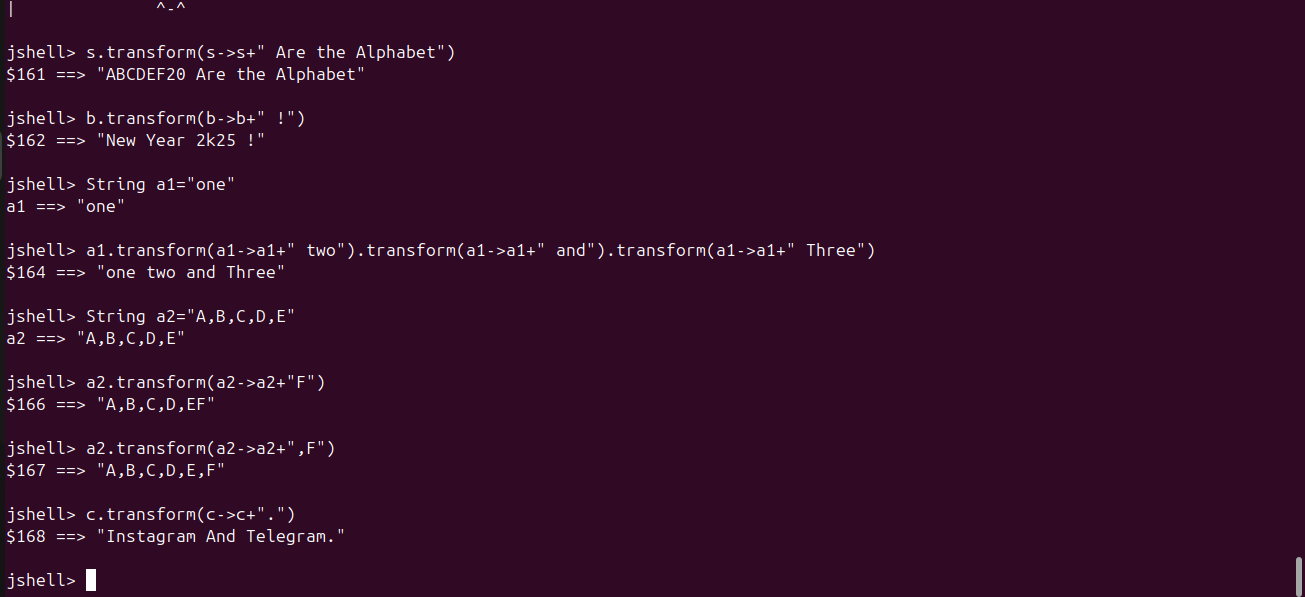 |               ^-^
jshell> s.transform(s->s+" Are the Alphabet")
$161 ==> "ABCDEF20 Are the Alphabet"
jshell> b.transform(b->b+" !")
$162 ==> "New Year 2k25 !"
jshell> String a1="one"
a1 ==> "one"
jshell> a1.transform(a1->a1+" two").transform(a1->a1+" and").transform(a1->a1+" Three")
$164 ==> "one two and Three"
jshell> String a2="A,B,C,D,E"
a2 ==> "A,B,C,D,E"
jshell> a2.transform(a2->a2+"F")
$166 ==> "A,B,C,D,EF"
jshell> a2.transform(a2->a2+",F")
$167 ==> "A,B,C,D,E,F"
jshell> c.transform(c->c+".")
$168 ==> "Instagram And Telegram."
jshell>